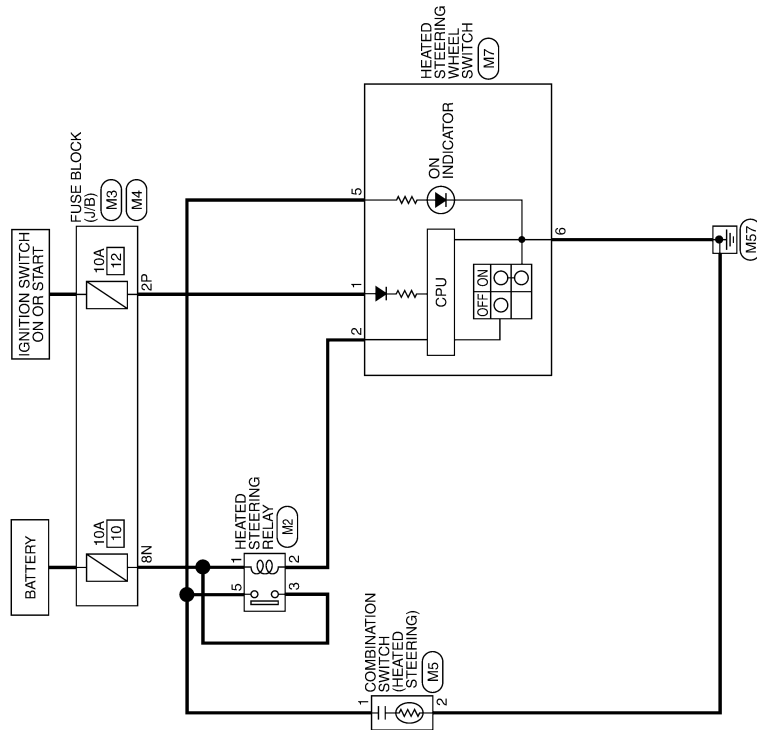 IGNITION SWITCH
ON OR START
BATTERY
FUSE BLOCK
(J/B)
M3
M4
10A
12
2P
10A
10
8N
HEATED
STEERING
RELAY
M2
1
2
5
3
HEATED
STEERING
WHEEL
SWITCH
M7
5
1
2
6
ON
INDICATOR
CPU
OFF ON
COMBINATION
SWITCH
(HEATED
STEERING)
M5
1
2
M57